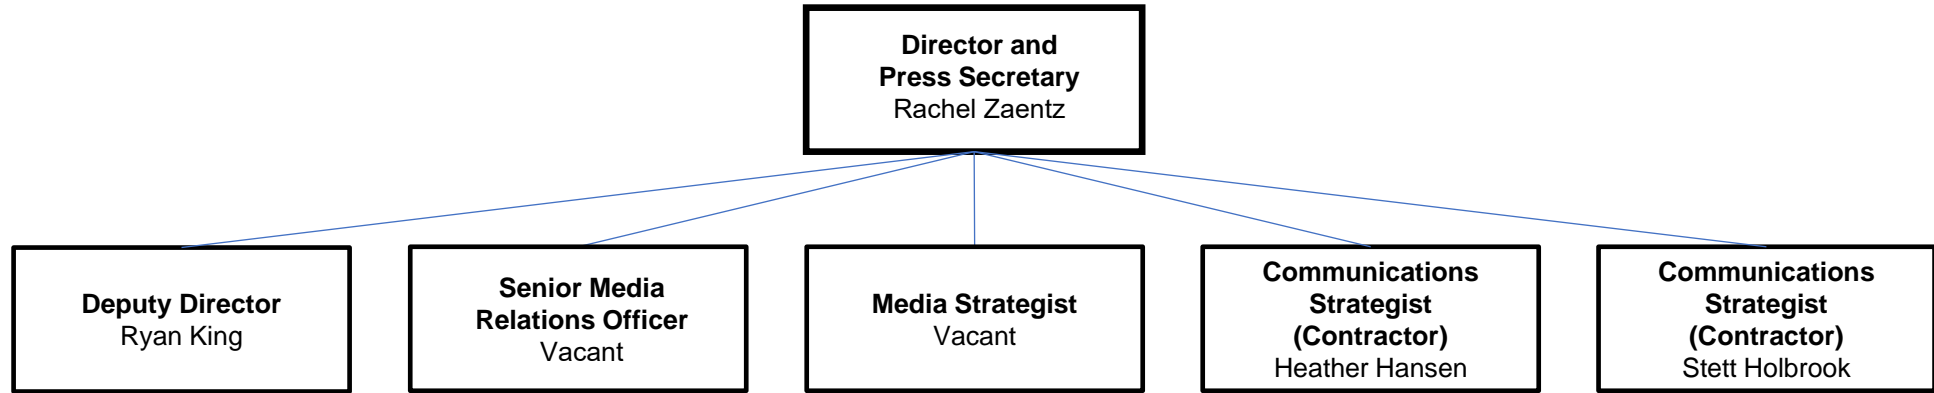 Director and
Press Secretary
Rachel Zaentz
Deputy Director
Ryan King
Senior Media
Relations Officer
Vacant
Media Strategist
Vacant
Communications
Strategist
(Contractor)
Heather Hansen
Communications
Strategist
(Contractor)
Stett Holbrook